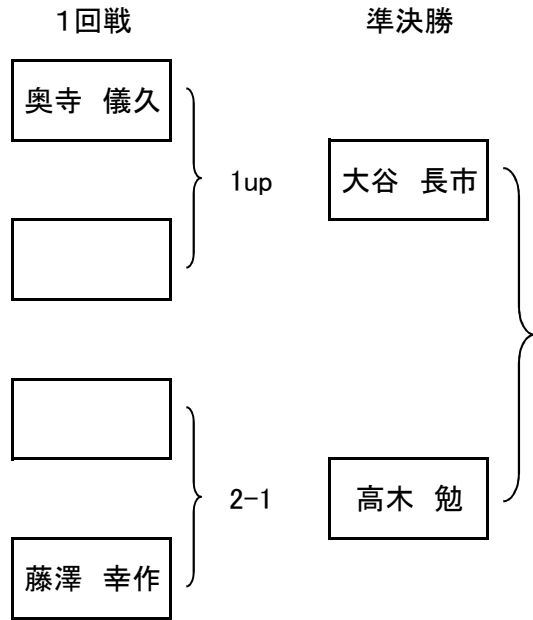 1回戦 準決勝
奥寺 儀久
1up 大谷 長市
2-1 高木 勉
藤澤 幸作